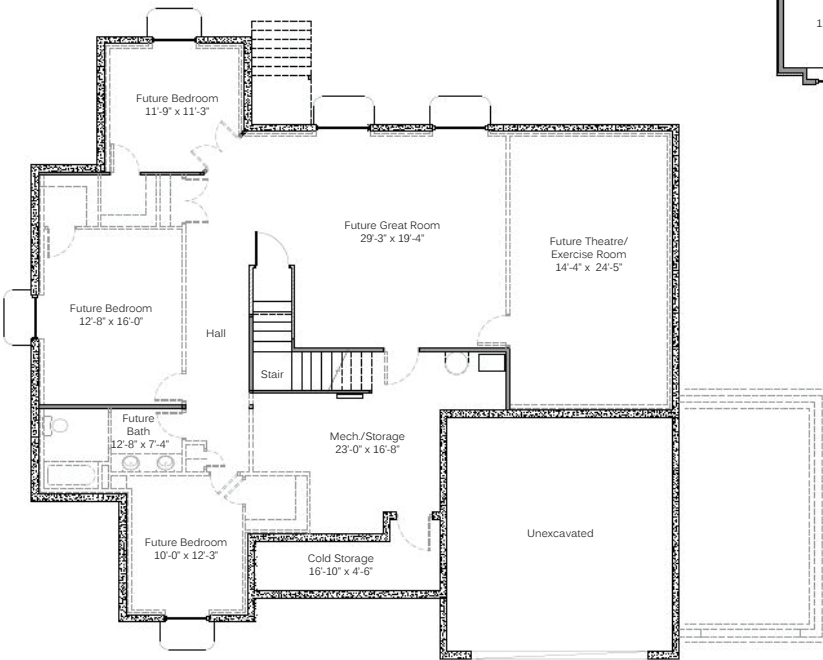 Future Bedroom
11'-9" x 11'-3"
Future Great Room
29'-3" x 19'-4"
Future Theatre/
Exercise Room
14'-4" x 24'-5"
Future Bedroom
12'-8" x 16'-0"
Hall
Stair
Future
Bath
12'-8" x 7'-4"
Mech./Storage
23'-0" x 16'-8"
Unexcavated
Future Bedroom
10'-0" x 12'-3"
Cold Storage
16'-10" x 4'-6"